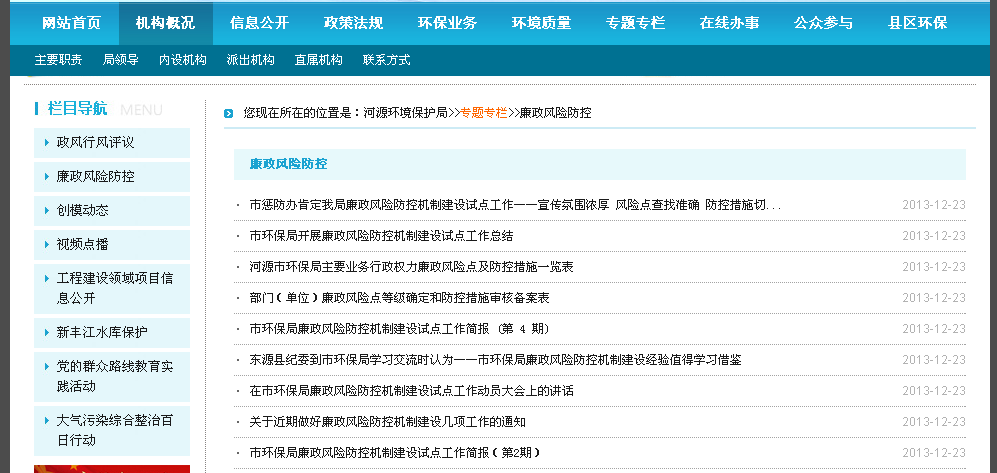 网站首页 机构概况 信息公开 政策法规 环保业务 环境质量 专题专栏 在线办事 公众参与 县区环保
主要职责 局领导 内设机构 派出机构 直属机构 联系方式
栏目导航 MENU
政风行风评议
廉政风险防控
创模动态
视频点播
工程建设领域项目信
息公开
新丰江水库保护
党的群众路线教育实
践活动
大气污染综合整治百
日行动
您现在所在的位置是:河源环境保护局>>专题专栏>>廉政风险防控
廉政风险防控
市惩防办肯定我局廉政风险防控机制建设试点工作——宣传氛围浓厚 风险点查找准确 防控措施切... 2013-12-23
市环保局开展廉政风险防控机制建设试点工作总结 2013-12-23
河源市环保局主要业务行政权力廉政风险点及防控措施一览表 2013-12-23
部门(单位)廉政风险点等级确定和防控措施审核备案表 2013-12-23
市环保局廉政风险防控机制建设试点工作简报 (第 4 期) 2013-12-23
东源县纪委到市环保局学习交流时认为——市环保局廉政风险防控机制建设经验值得学习借鉴 2013-12-23
在市环保局廉政风险防控机制建设试点工作动员大会上的讲话 2013-12-23
关于近期做好廉政风险防控机制建设几项工作的通知 2013-12-23
市环保局廉政风险防控机制建设试点工作简报(第2期) 2013-12-23